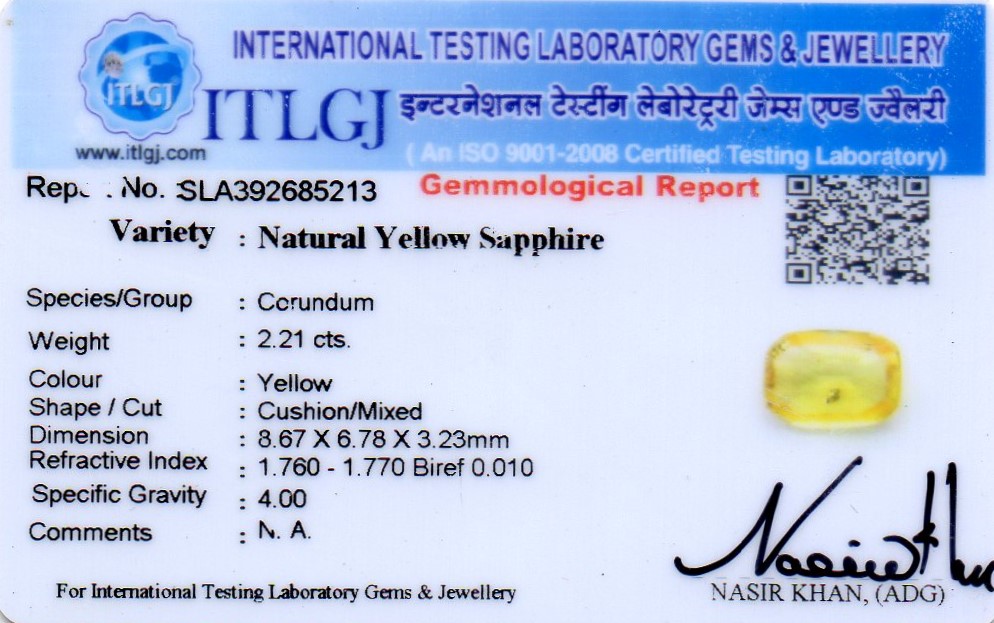 INTERNATIONAL TESTING LABORATORY GEMS & JEWELLERY
ITLGJ
ITLGJ इन्टरनेशनल टेस्टींग लेबोरेट्ररी जेम्स एण्ड ज्वैलरी
www.itlgj.com
(An ISO 9001-2008 Certified Testing Laboratory)
No. SLA392685213
Gemmological Report
Variety : Natural Yellow Sapphire
Species/Group : Corundum
Weight : 2.21 cts.
Colour : Yellow
Shape / Cut : Cushion/Mixed
Dimension : 8.67 X 6.78 X 3.23mm
Refractive Index : 1.760 - 1.770 Biref 0.010
Specific Gravity : 4.00
Comments : N. A.
For International Testing Laboratory Gems & Jewellery
NASIR KHAN, (ADG)